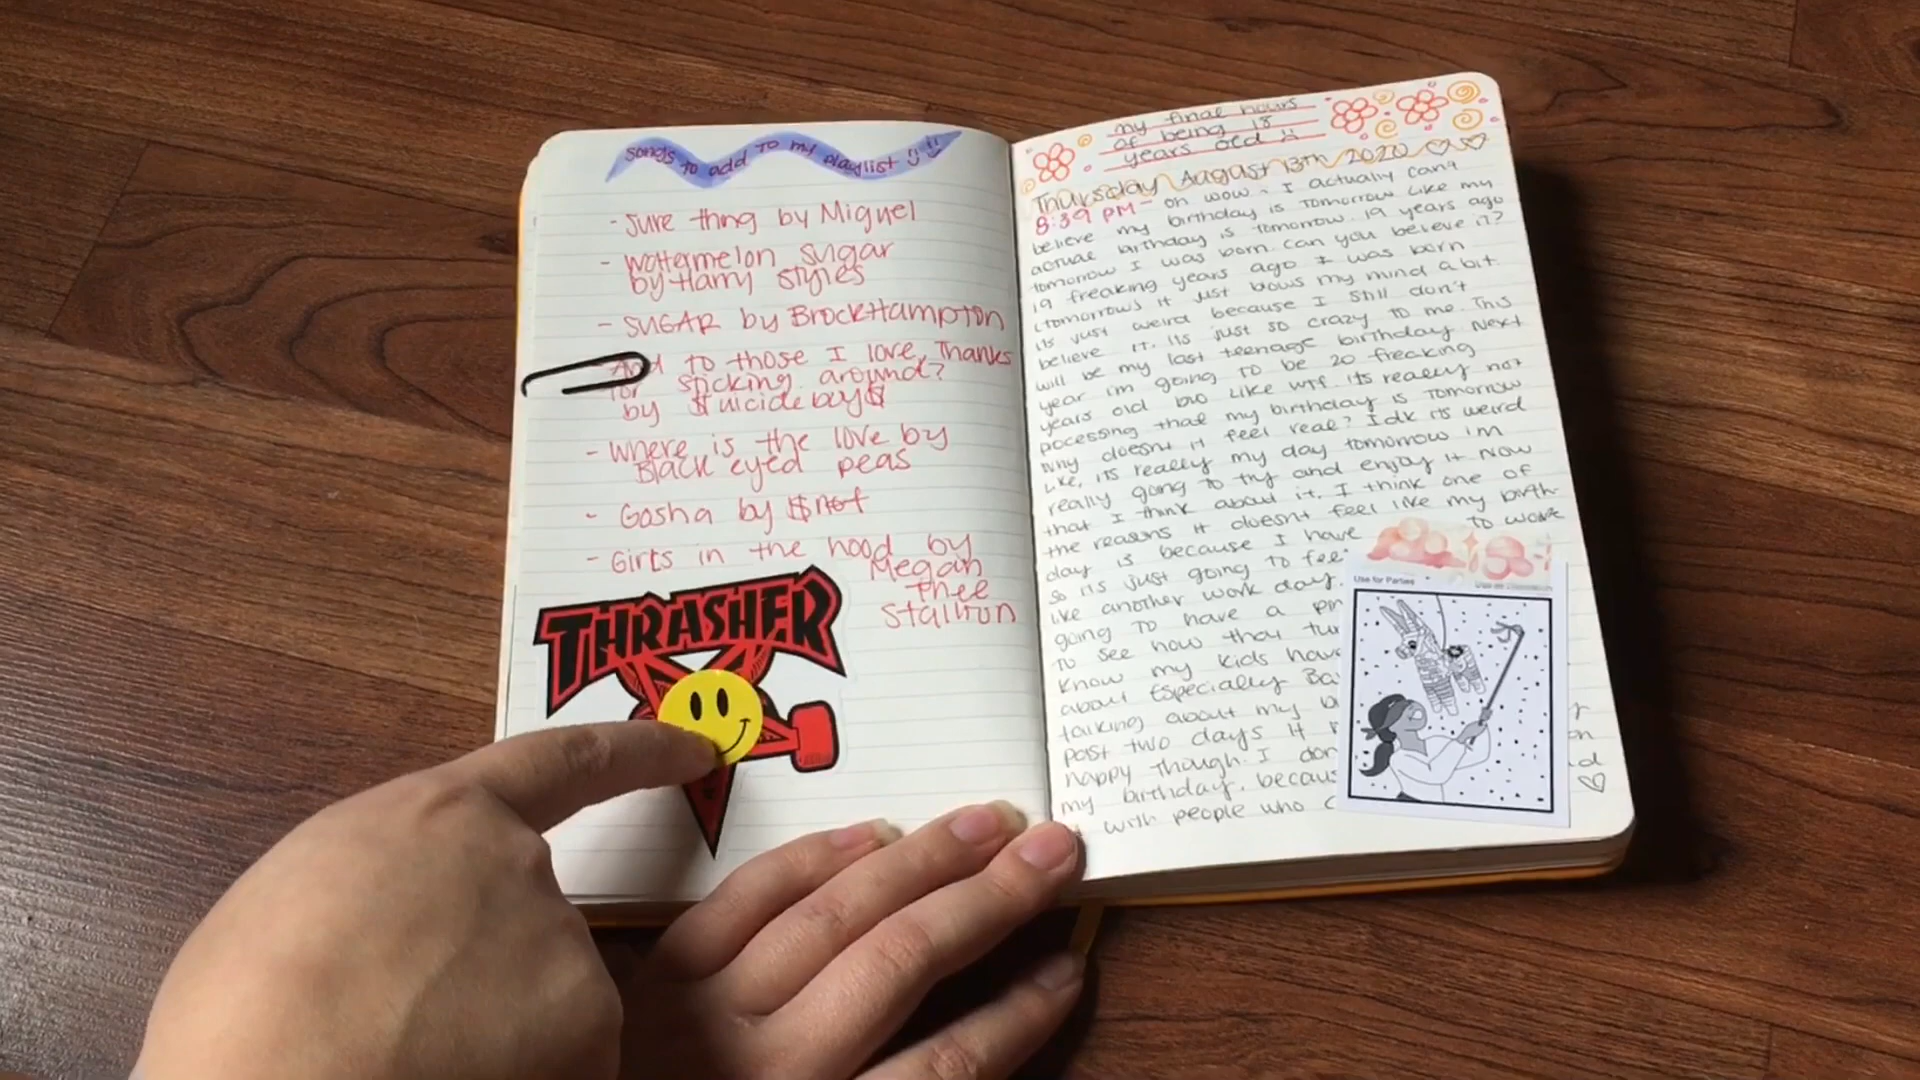 songs to add to my playlist
- Sure thing by Miguel
- watermelon sugar
by Harry styles
- SUGAR by BrockHampton
And to those I love, Thanks
for sticking around?
by $uicideboy$
- Where is the love by
Black eyed peas
- Gosha by $not
- Girls in the hood by
Megan
thee
stallion
THRASHER
my final hours
of being 18
years old
Thursday August 13th 2020
8:39 PM - oh wow - I actually can't
believe my birthday is tomorrow like my
actual birthday is tomorrow. 19 years ago
tomorrow I was born. can you believe it?
19 freaking years ago I was born
(tomorrow) it just blows my mind a bit.
its just weird because I still don't
believe it. its just so crazy to me. This
will be my last teenage birthday next
year im going to be 20 freaking
years old bro like wtf its really not
pocessing that my birthday is tomorrow
why doesnt it feel real? Idk its weird
Like, its really my day tomorrow im
really going to try and enjoy it now
that I think about it. I think one of
the reasons it doesnt feel like my birth-
day is because I have to work
so its just going to feel
like another work day.
going to have a
to see how that
know my kids have
about Especially
talking about my
past two days it
happy though. I
my birthday.
with people who
Use for Parties